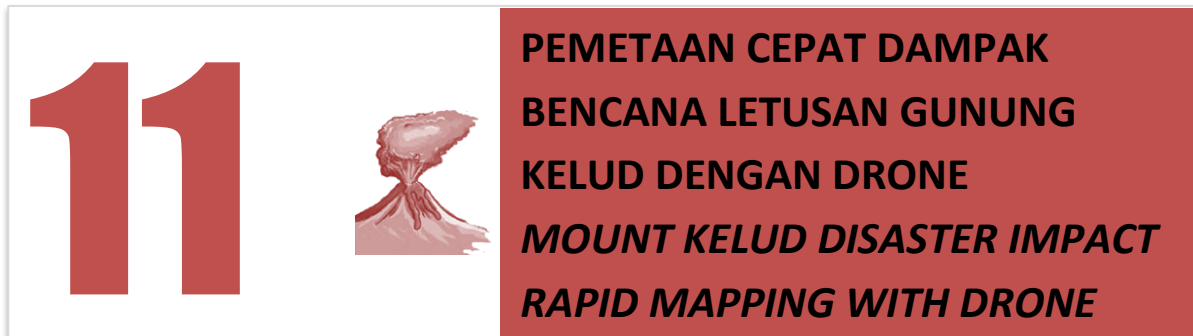 11
PEMETAAN CEPAT DAMPAK
BENCANA LETUSAN GUNUNG
KELUD DENGAN DRONE
MOUNT KELUD DISASTER IMPACT
RAPID MAPPING WITH DRONE